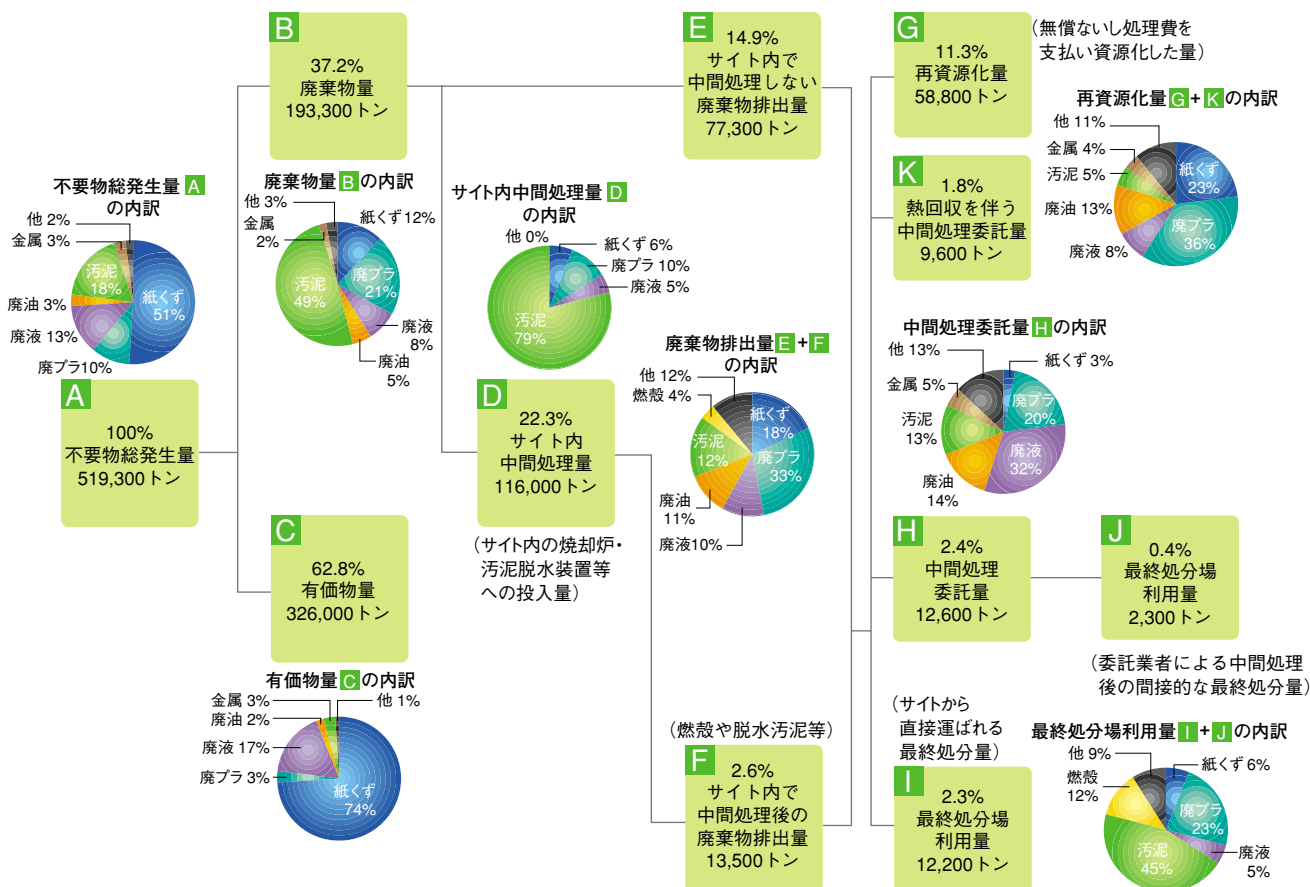 A
100%
不要物総発生量
519,300トン
不要物総発生量 A
の内訳
他 2%
金属 3%
汚泥
18%
廃油 3%
廃液 13%
廃プラ10%
紙くず
51%
B
37.2%
廃棄物量
193,300トン
廃棄物量 B の内訳
他 3%
金属
2%
紙くず12%
廃プラ
21%
汚泥
49%
廃液
8%
廃油
5%
C
62.8%
有価物量
326,000トン
有価物量 C の内訳
金属 3%
廃油 2%
他 1%
廃液 17%
廃プラ 3%
紙くず
74%
サイト内中間処理量 D
の内訳
他 0%
紙くず 6%
廃プラ 10%
廃液 5%
汚泥
79%
D
22.3%
サイト内
中間処理量
116,000トン
(サイト内の焼却炉・
汚泥脱水装置等
への投入量)
E
14.9%
サイト内で
中間処理しない
廃棄物排出量
77,300トン
廃棄物排出量 E + F
の内訳
他 12%
燃殻 4%
紙くず
18%
汚泥
12%
廃プラ
33%
廃油
11%
廃液10%
(燃殻や脱水汚泥等)
F
2.6%
サイト内で
中間処理後の
廃棄物排出量
13,500トン
G
11.3%
再資源化量
58,800トン
(無償ないし処理費を
支払い資源化した量)
K
1.8%
熱回収を伴う
中間処理委託量
9,600トン
再資源化量 G + K の内訳
他 11%
金属 4%
汚泥 5%
廃油 13%
廃液 8%
紙くず
23%
廃プラ
36%
中間処理委託量 H の内訳
他 13%
紙くず 3%
金属 5%
廃プラ
20%
汚泥
13%
廃液
32%
廃油
14%
H
2.4%
中間処理
委託量
12,600トン
J
0.4%
最終処分場
利用量
2,300トン
(委託業者による中間処理
後の間接的な最終処分量)
(サイトから
直接運ばれる
最終処分量)
I
2.3%
最終処分場
利用量
12,200トン
最終処分場利用量 I + J の内訳
他 9%
紙くず 6%
燃殻
12%
廃プラ
23%
汚泥
45%
廃液
5%